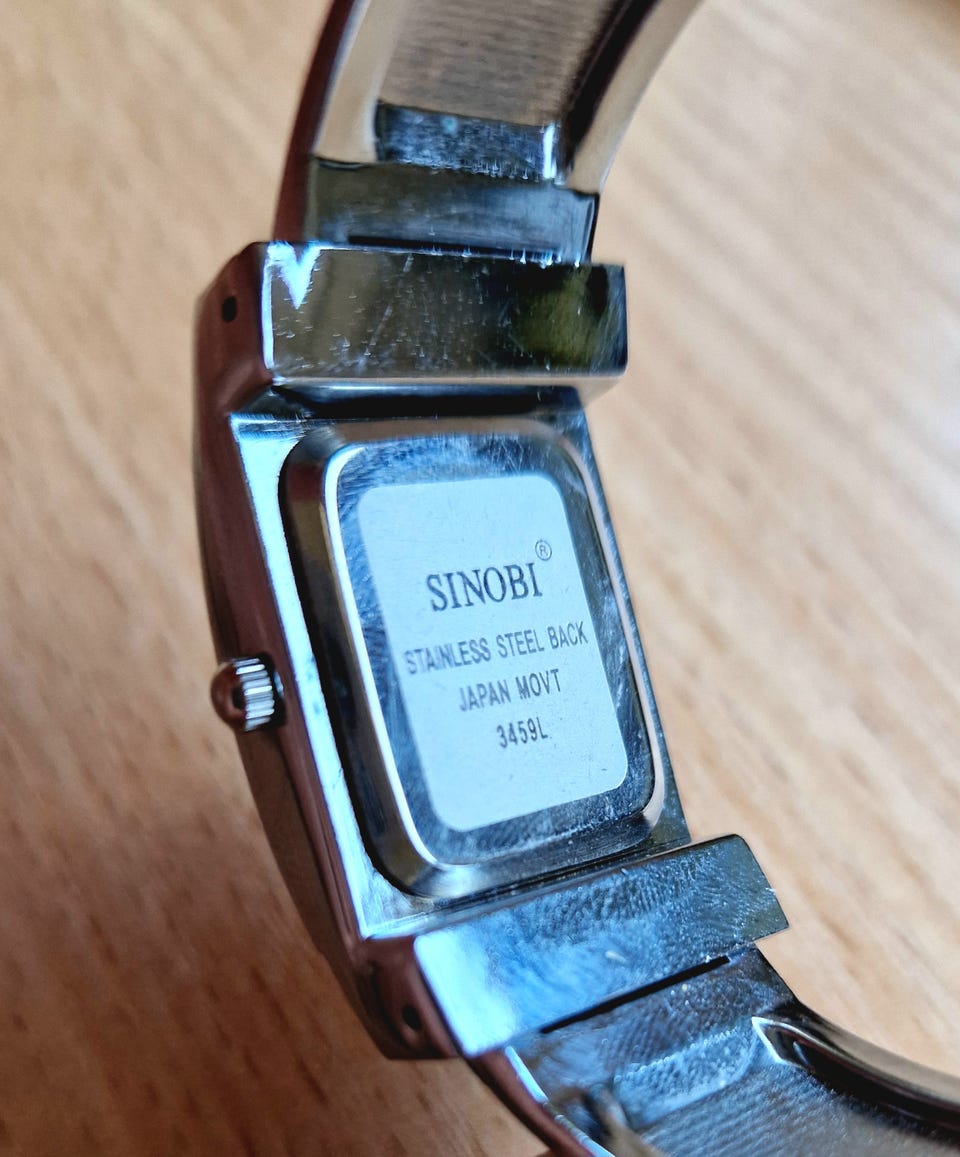 SINOBI®
STAINLESS STEEL BACK
JAPAN MOVT
3459L